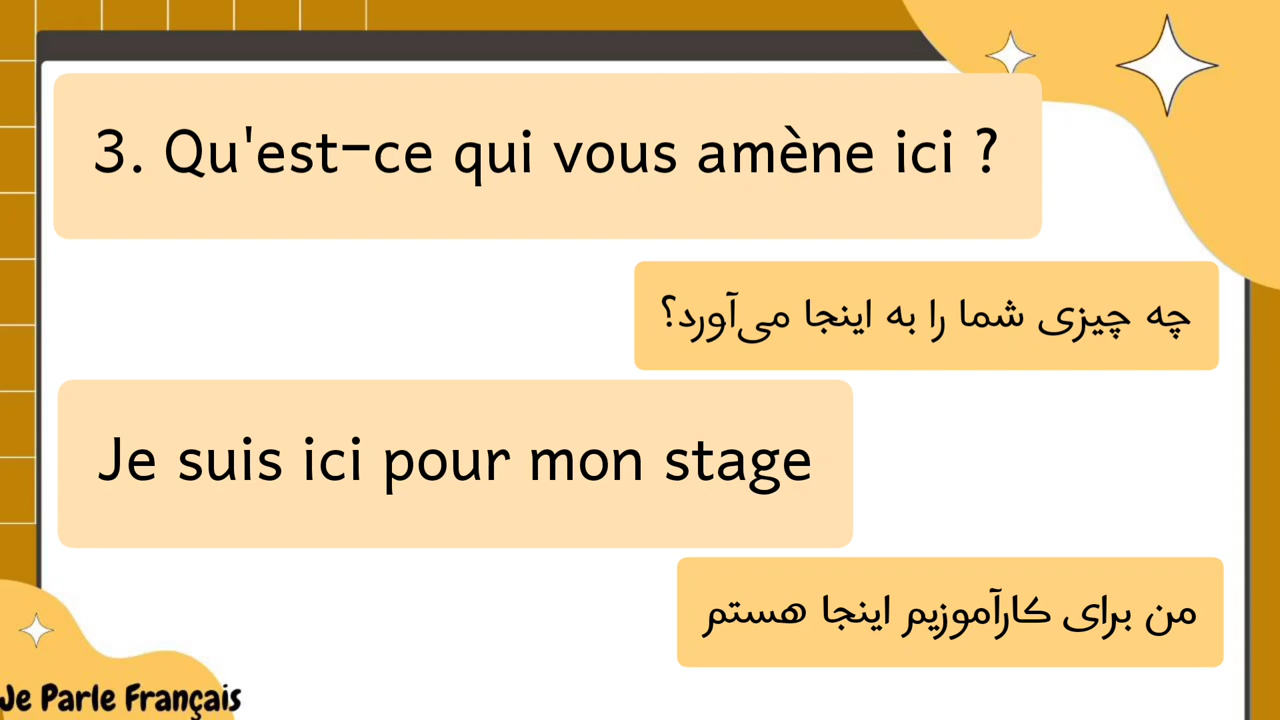 3. Qu'est-ce qui vous amène ici ?
چه چیزی شما را به اینجا می‌آورد؟
Je suis ici pour mon stage
من برای کارآموزیم اینجا هستم
Je Parle Français